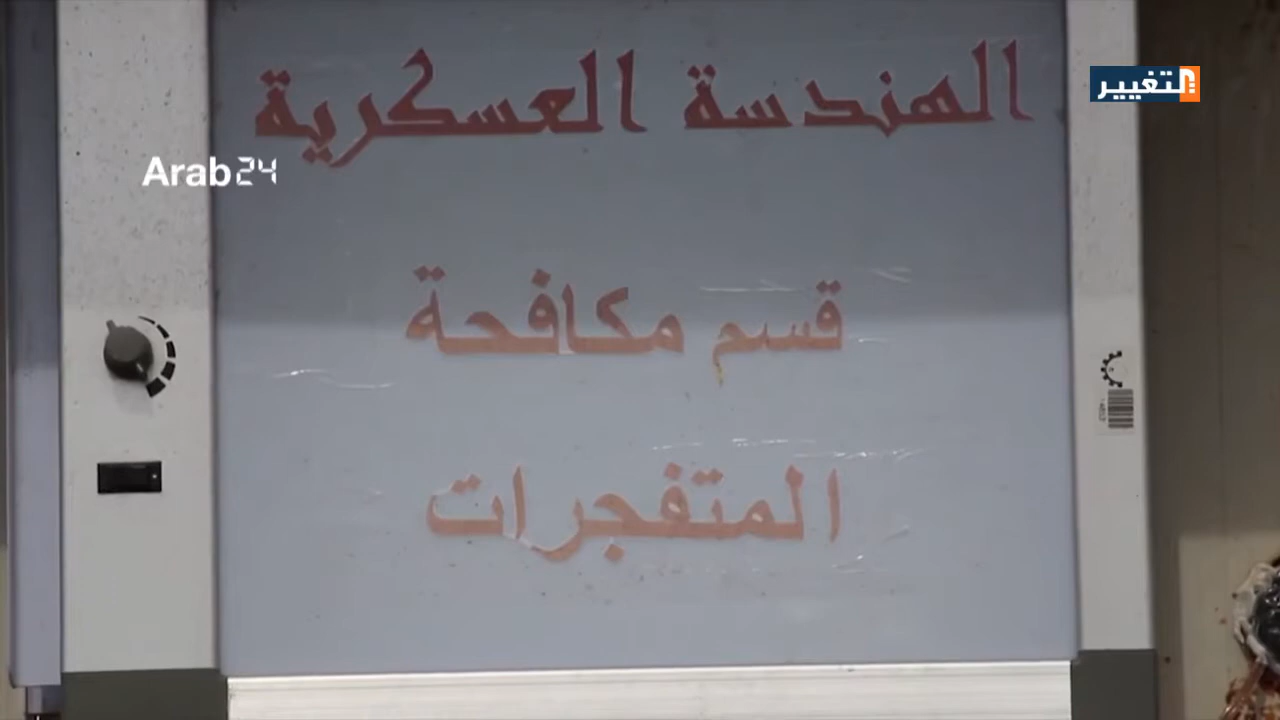 الهندسة العسكرية
قسم مكافحة
المتفجرات
التغيير
Arab24